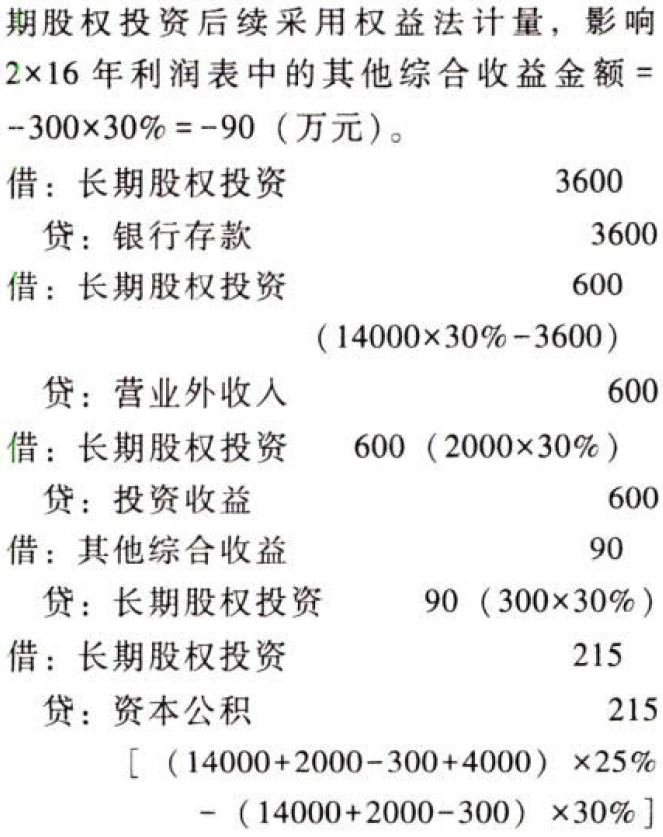 期股权投资后续采用权益法计量，影响
2×16 年利润表中的其他综合收益金额 =
-300×30% = -90（万元）。
借：长期股权投资 3600
贷：银行存款 3600
借：长期股权投资 600
（14000×30%-3600）
贷：营业外收入 600
借：长期股权投资 600（2000×30%）
贷：投资收益 600
借：其他综合收益 90
贷：长期股权投资 90（300×30%）
借：长期股权投资 215
贷：资本公积 215
[（14000+2000-300+4000）×25%
-（14000+2000-300）×30%]